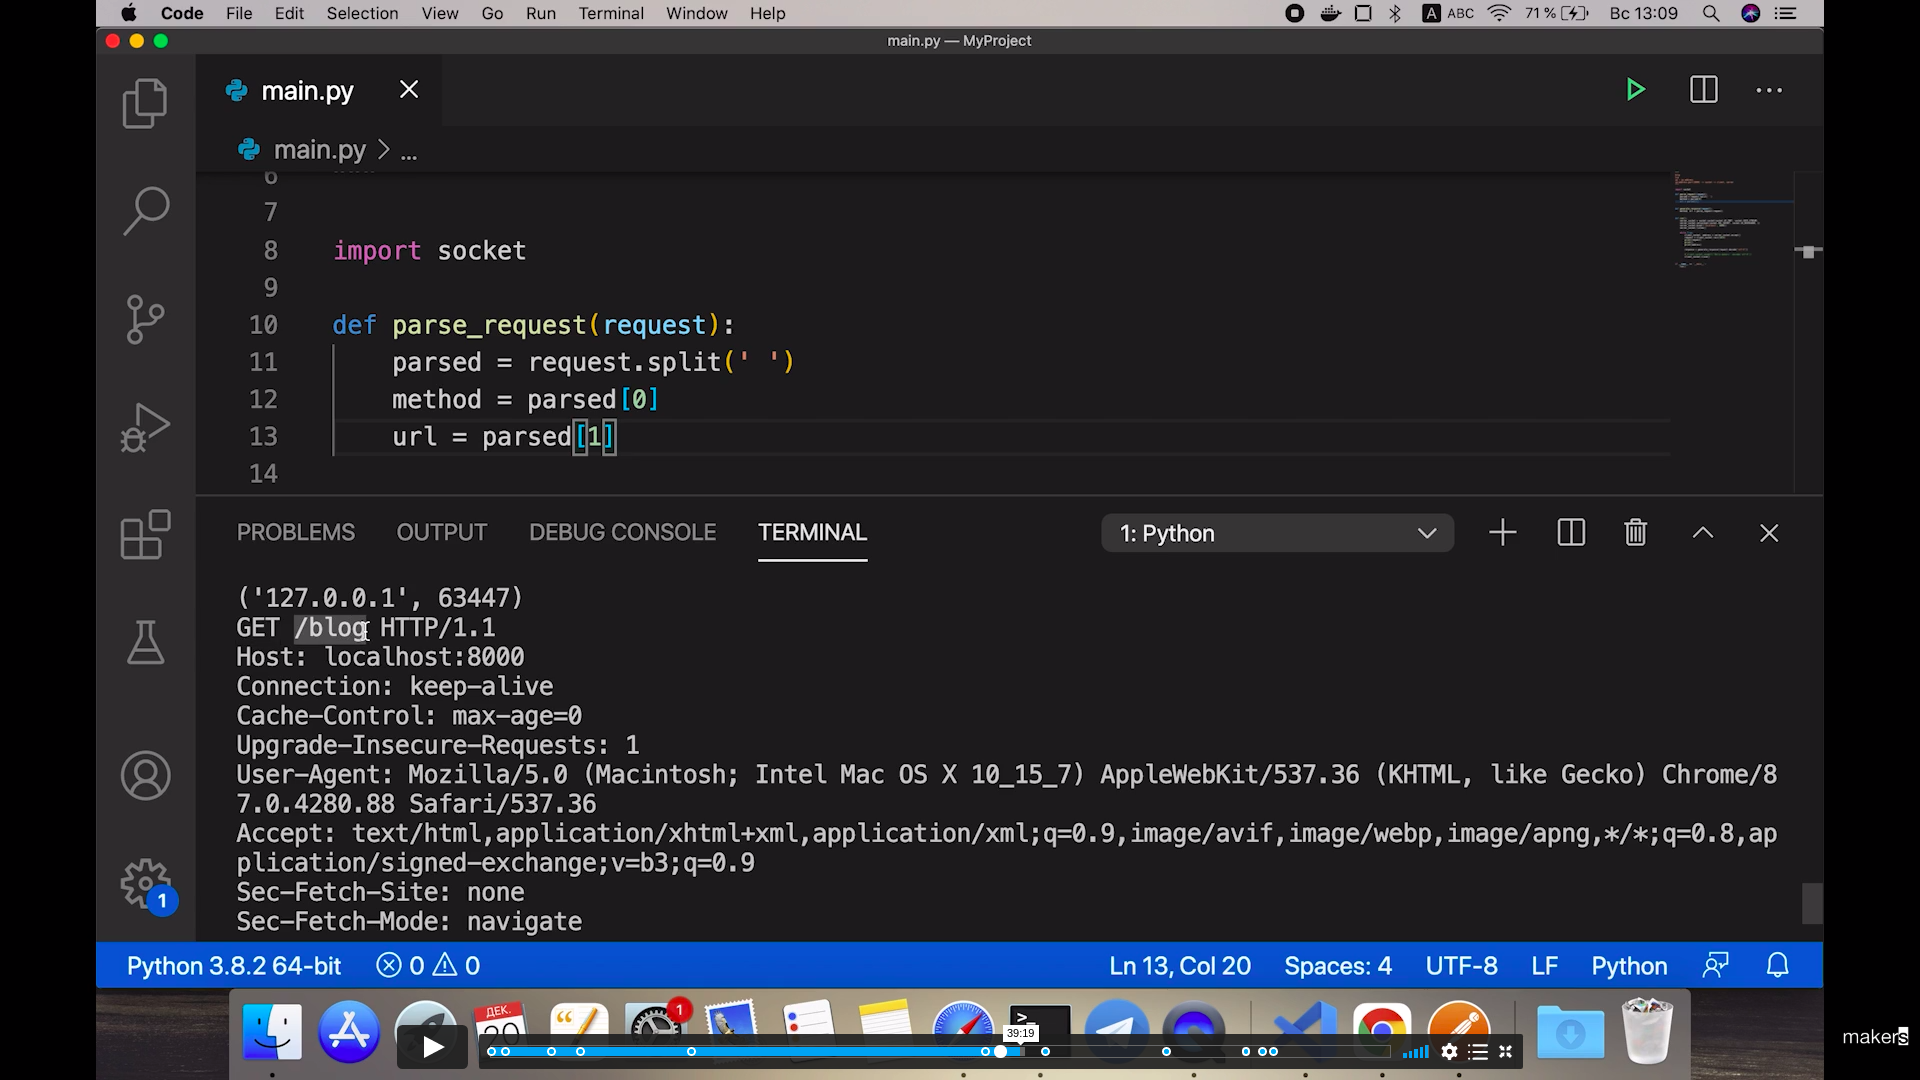 Code File Edit Selection View Go Run Terminal Window Help A ABC 71 % Вс 13:09
main.py — MyProject
main.py
main.py > ...
6
7
8 import socket
9
10 def parse_request(request):
11 parsed = request.split(' ')
12 method = parsed[0]
13 url = parsed[1]
14
PROBLEMS OUTPUT DEBUG CONSOLE TERMINAL 1: Python
('127.0.0.1', 63447)
GET /blog HTTP/1.1
Host: localhost:8000
Connection: keep-alive
Cache-Control: max-age=0
Upgrade-Insecure-Requests: 1
User-Agent: Mozilla/5.0 (Macintosh; Intel Mac OS X 10_15_7) AppleWebKit/537.36 (KHTML, like Gecko) Chrome/8
7.0.4280.88 Safari/537.36
Accept: text/html,application/xhtml+xml,application/xml;q=0.9,image/avif,image/webp,image/apng,*/*;q=0.8,ap
plication/signed-exchange;v=b3;q=0.9
Sec-Fetch-Site: none
Sec-Fetch-Mode: navigate
1
Python 3.8.2 64-bit 0 0 Ln 13, Col 20 Spaces: 4 UTF-8 LF Python
ДЕК.
1
39:19
makers